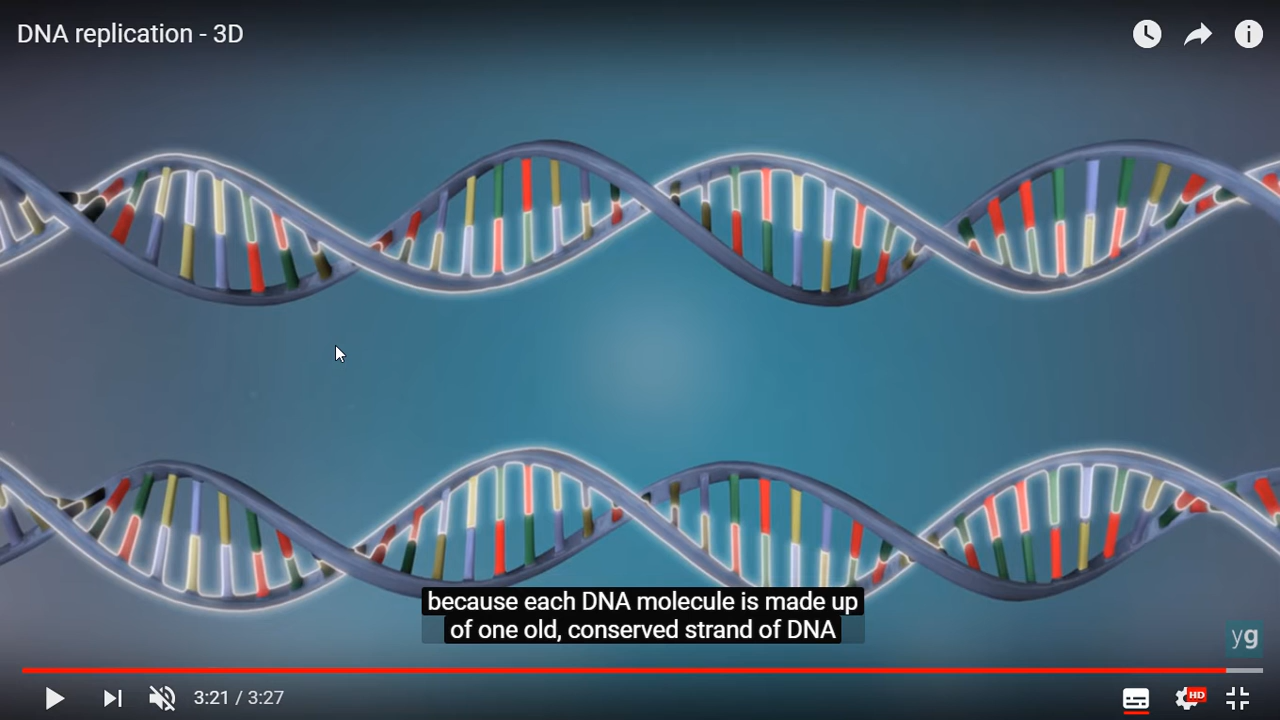 DNA replication - 3D
because each DNA molecule is made up
of one old, conserved strand of DNA
yg
3:21 / 3:27
HD